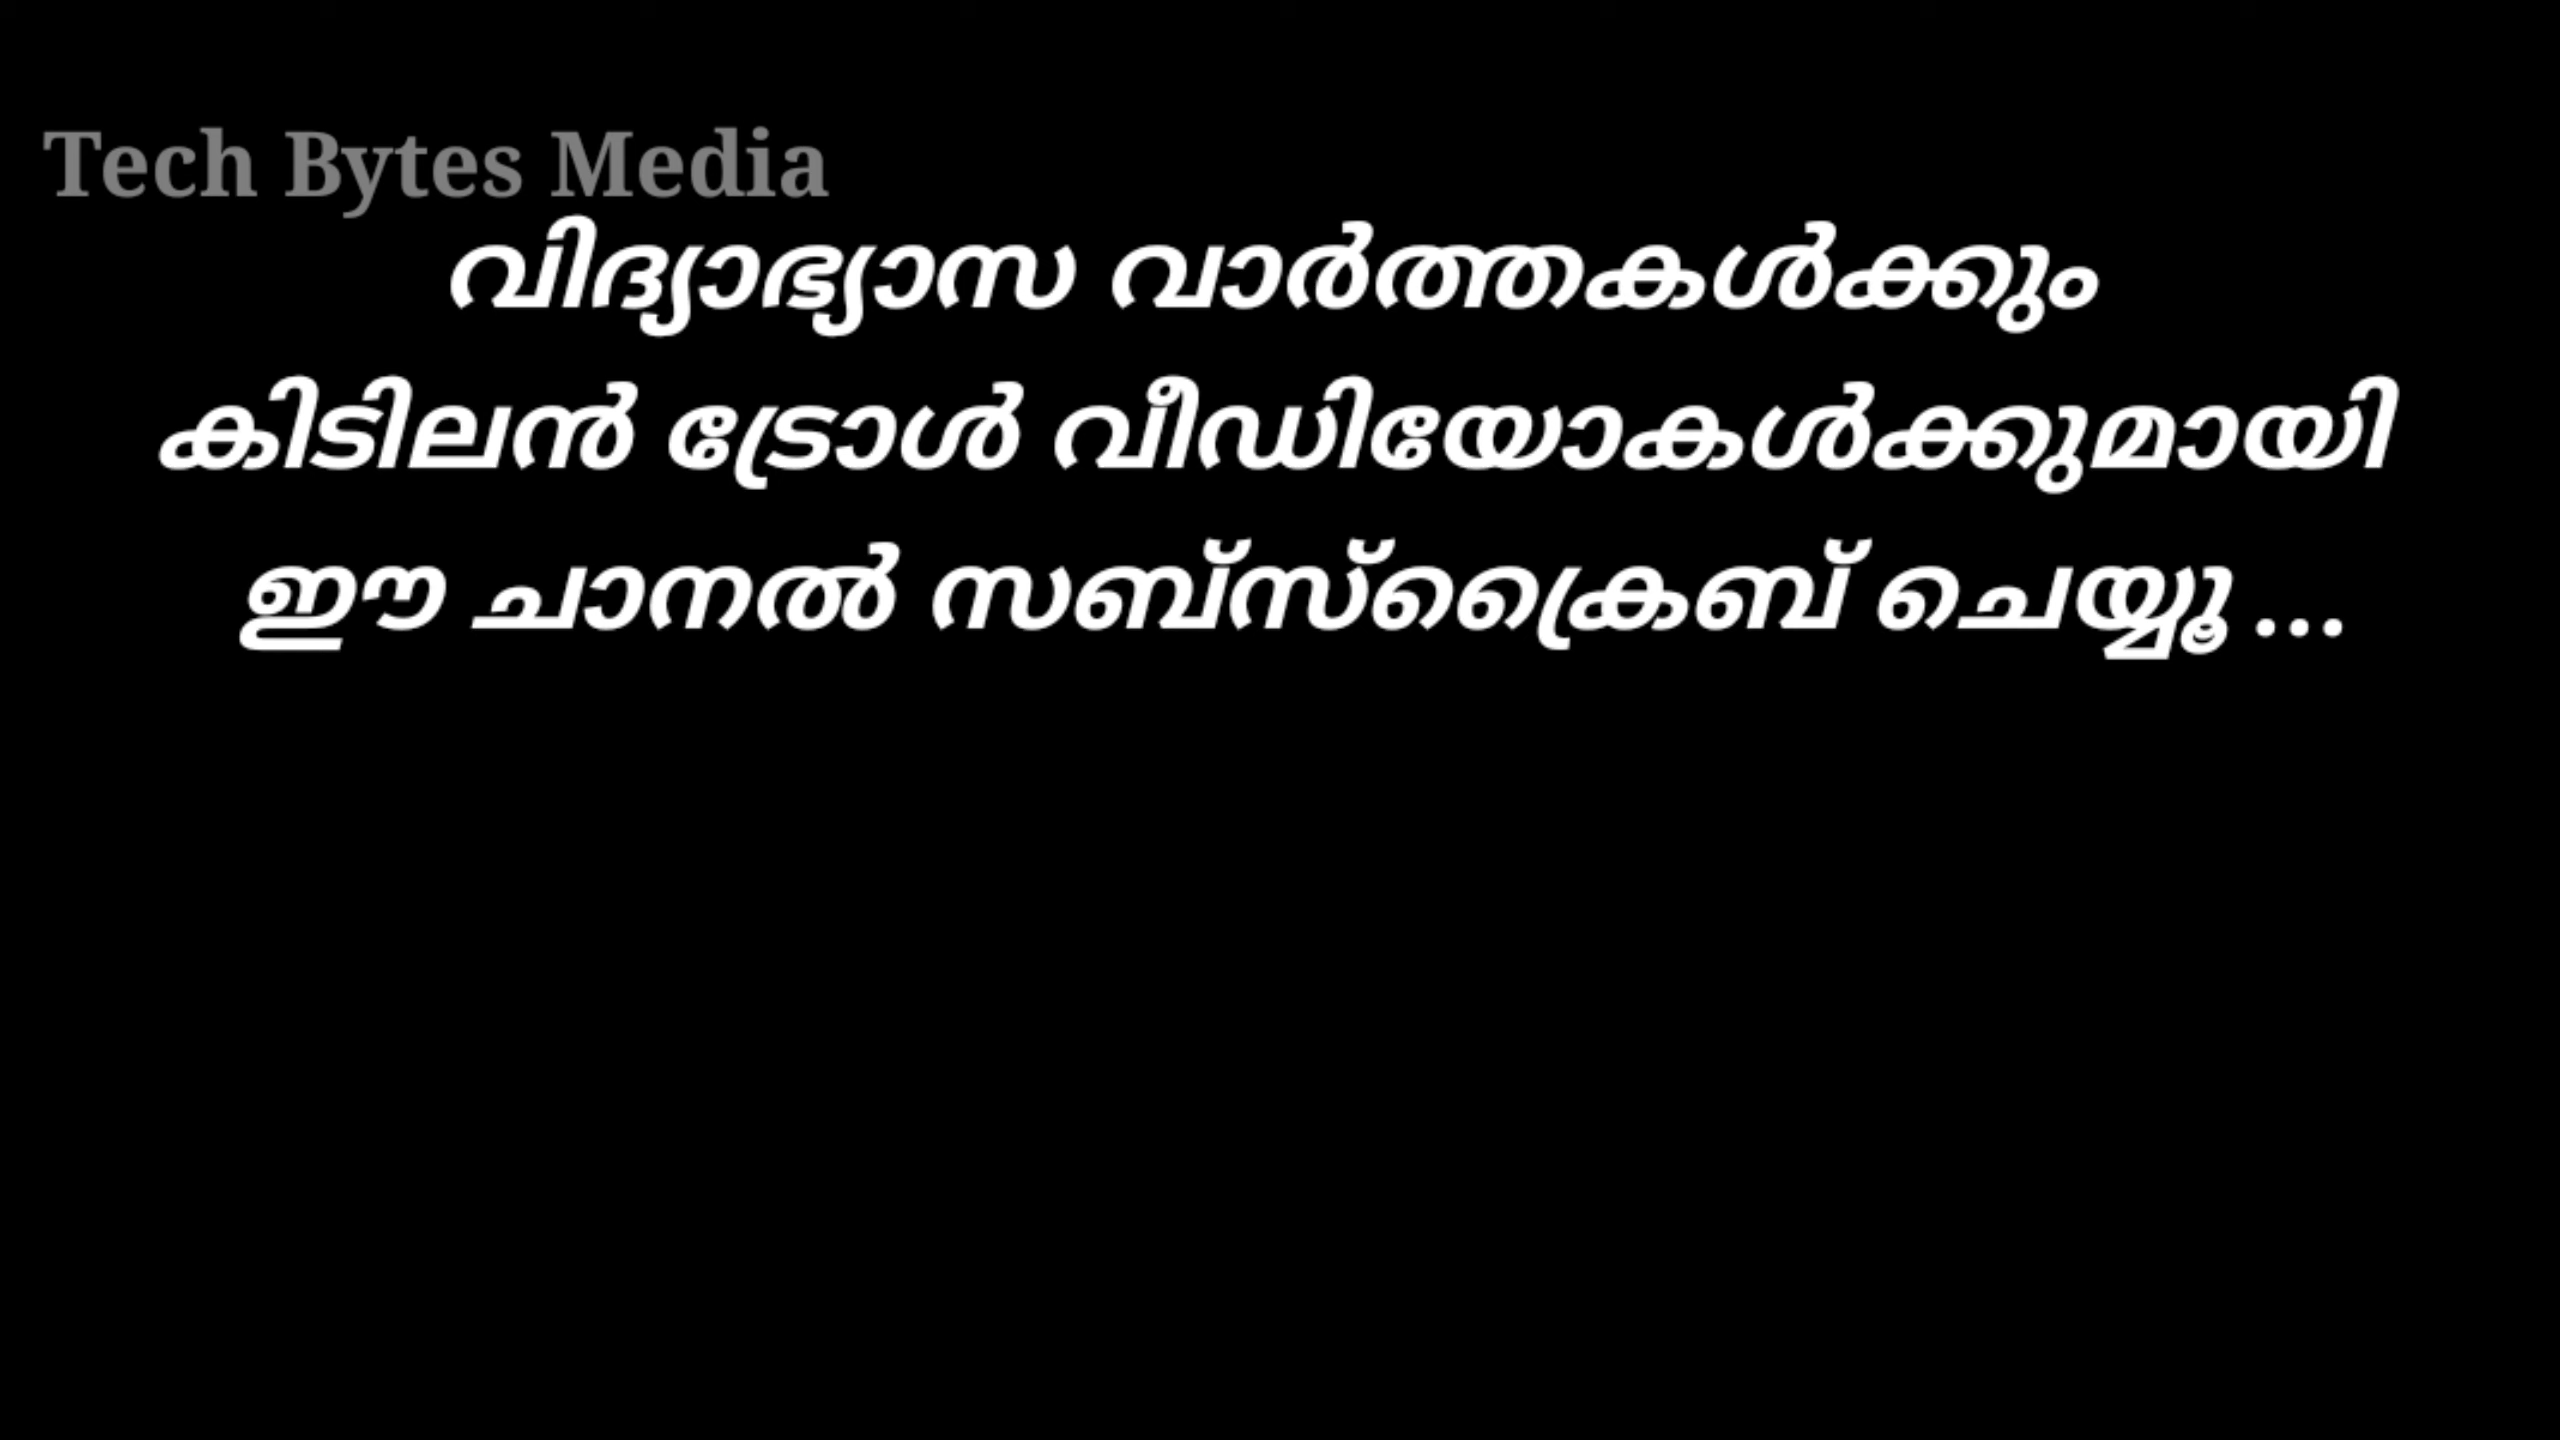 Tech Bytes Media
വിദ്യാഭ്യാസ വാർത്തകൾക്കും
കിടിലൻ ട്രോൾ വീഡിയോകൾക്കുമായി
ഈ ചാനൽ സബ്സ്ക്രൈബ് ചെയ്യൂ ...